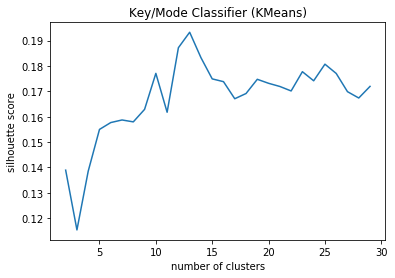 Key/Mode Classifier (KMeans)
silhouette score
0.19
0.18
0.17
0.16
0.15
0.14
0.13
0.12
5 10 15 20 25 30
number of clusters